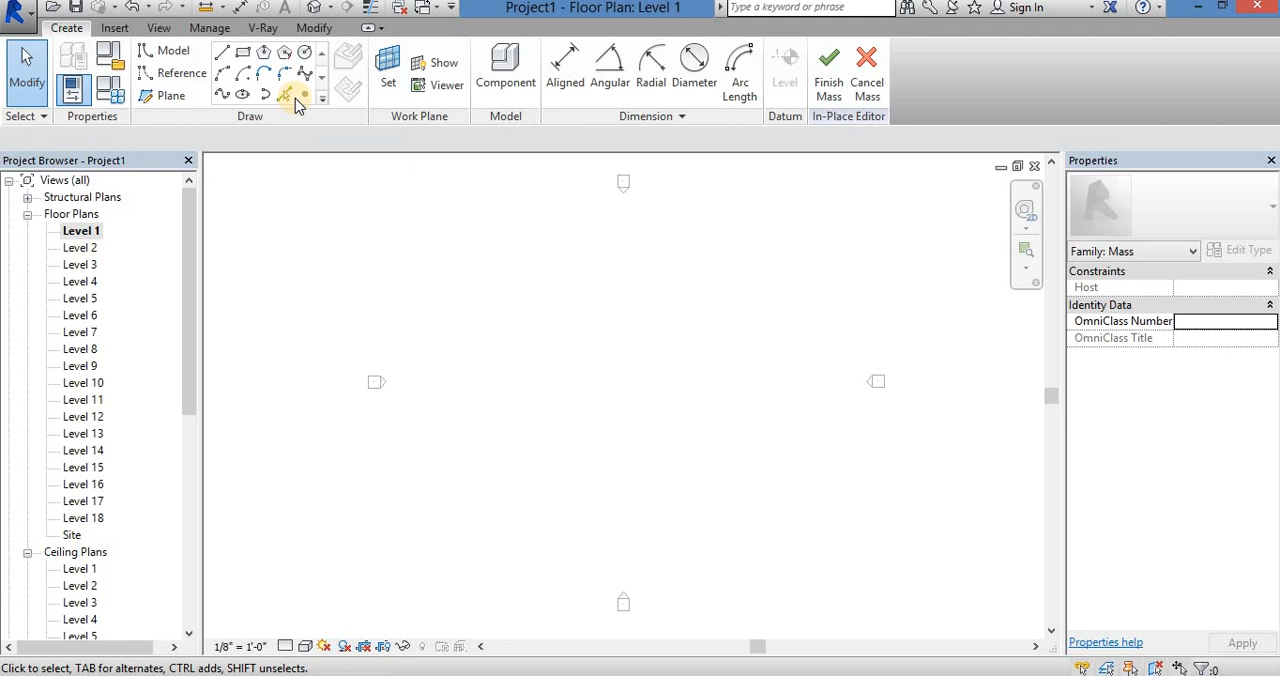 Project1 - Floor Plan: Level 1
Type a keyword or phrase
Sign In
Create Insert Manage View V-Ray Modify
Modify
Model
Reference
Plane
Set
Show
Viewer
Component
Aligned Angular Radial Diameter Arc Length
Level
Finish Mass
Cancel Mass
Select Properties Draw Work Plane Model Dimension Datum In-Place Editor
Project Browser - Project1
Views (all)
Structural Plans
Floor Plans
Level 1
Level 2
Level 3
Level 4
Level 5
Level 6
Level 7
Level 8
Level 9
Level 10
Level 11
Level 12
Level 13
Level 14
Level 15
Level 16
Level 17
Level 18
Site
Ceiling Plans
Level 1
Level 2
Level 3
Level 4
Level 5
2D
Properties
R
Family: Mass
Edit Type
Constraints
Host
Identity Data
OmniClass Number
OmniClass Title
Properties help
Apply
1/8" = 1'-0"
Click to select, TAB for alternates, CTRL adds, SHIFT unselects.
:0